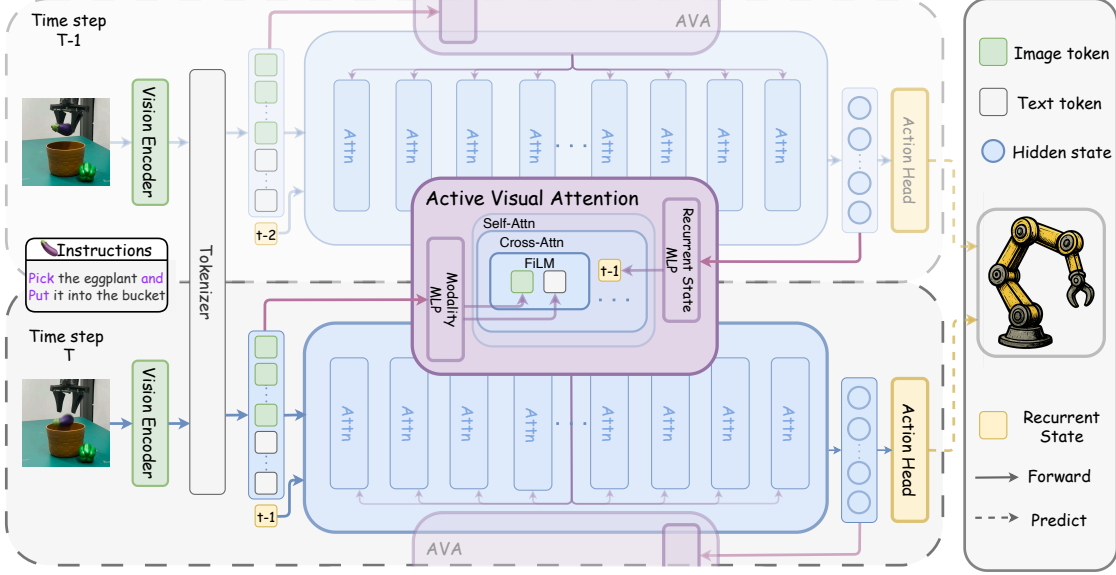 Time step
T-1
Vision Encoder
Tokenizer
t-2
AVA
Attn
Attn
Attn
Attn
Attn
Attn
Attn
Attn
Action Head
Instructions
Pick the eggplant and
Put it into the bucket
Active Visual Attention
Self-Attn
Cross-Attn
FiLM
Modality
MLP
t-1
Recurrent State
MLP
Time step
T
Vision Encoder
t-1
Attn
Attn
Attn
Attn
Attn
Attn
Attn
Attn
Action Head
AVA
Image token
Text token
Hidden state
Recurrent
State
Forward
Predict